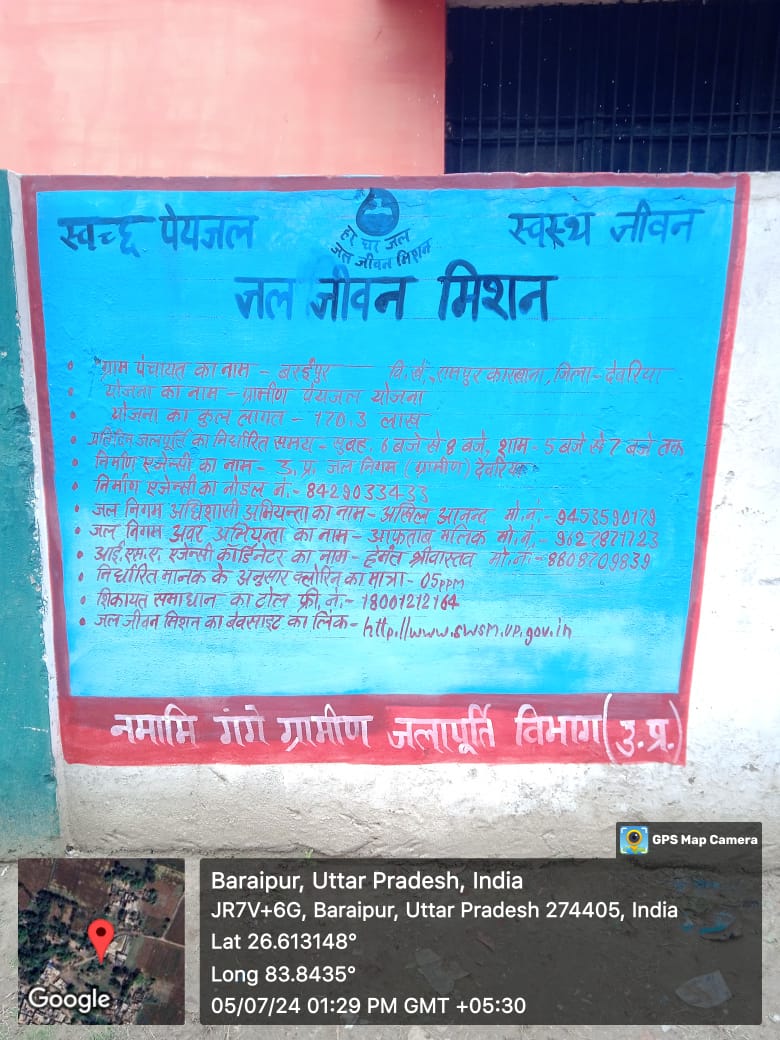 स्वच्छ पेयजल
हर घर जल
जल जीवन मिशन
स्वस्थ जीवन
जल जीवन मिशन
• ग्राम पंचायत का नाम - बरईपुर वि.खं. रामपुर कारखाना, जिला - देवरिया
• योजना का नाम - ग्रामीण पेयजल योजना
• योजना का कुल लागत - 170.3 लाख
• प्रतिदिन जलपूर्ति का निर्धारित समय - सुबह. 6 बजे से 8 बजे, शाम - 5 बजे से 7 बजे तक
• निर्माण एजेन्सी का नाम - उ. प्र. जल निगम (ग्रामीण) देवरिया
• निर्माण एजेन्सी का नोडल नं.- 8429033433
• जल निगम अधिशासी अभियन्ता का नाम - अखिल आनन्द मो.नं.- 9453590179
• जल निगम अवर अभियन्ता का नाम - आफताब मलिक मो. नं.- 9627871723
• आई.एस.ए. एजेन्सी कार्डिनेटर का नाम - हेमंत श्रीवास्तव मो.नं.- 8808709839
• निर्धारित मानक के अनुसार क्लोरिन का मात्रा - 05ppm
• शिकायत समाधान का टोल फ्री. नं.- 18001212164
• जल जीवन मिशन का वेबसाइट का लिंक - http.//www.swsm.up.gov.in
नमामि गंगे ग्रामीण जलापूर्ति विभाग (उ.प्र.)
GPS Map Camera
Baraipur, Uttar Pradesh, India
JR7V+6G, Baraipur, Uttar Pradesh 274405, India
Lat 26.613148°
Long 83.8435°
05/07/24 01:29 PM GMT +05:30
Google